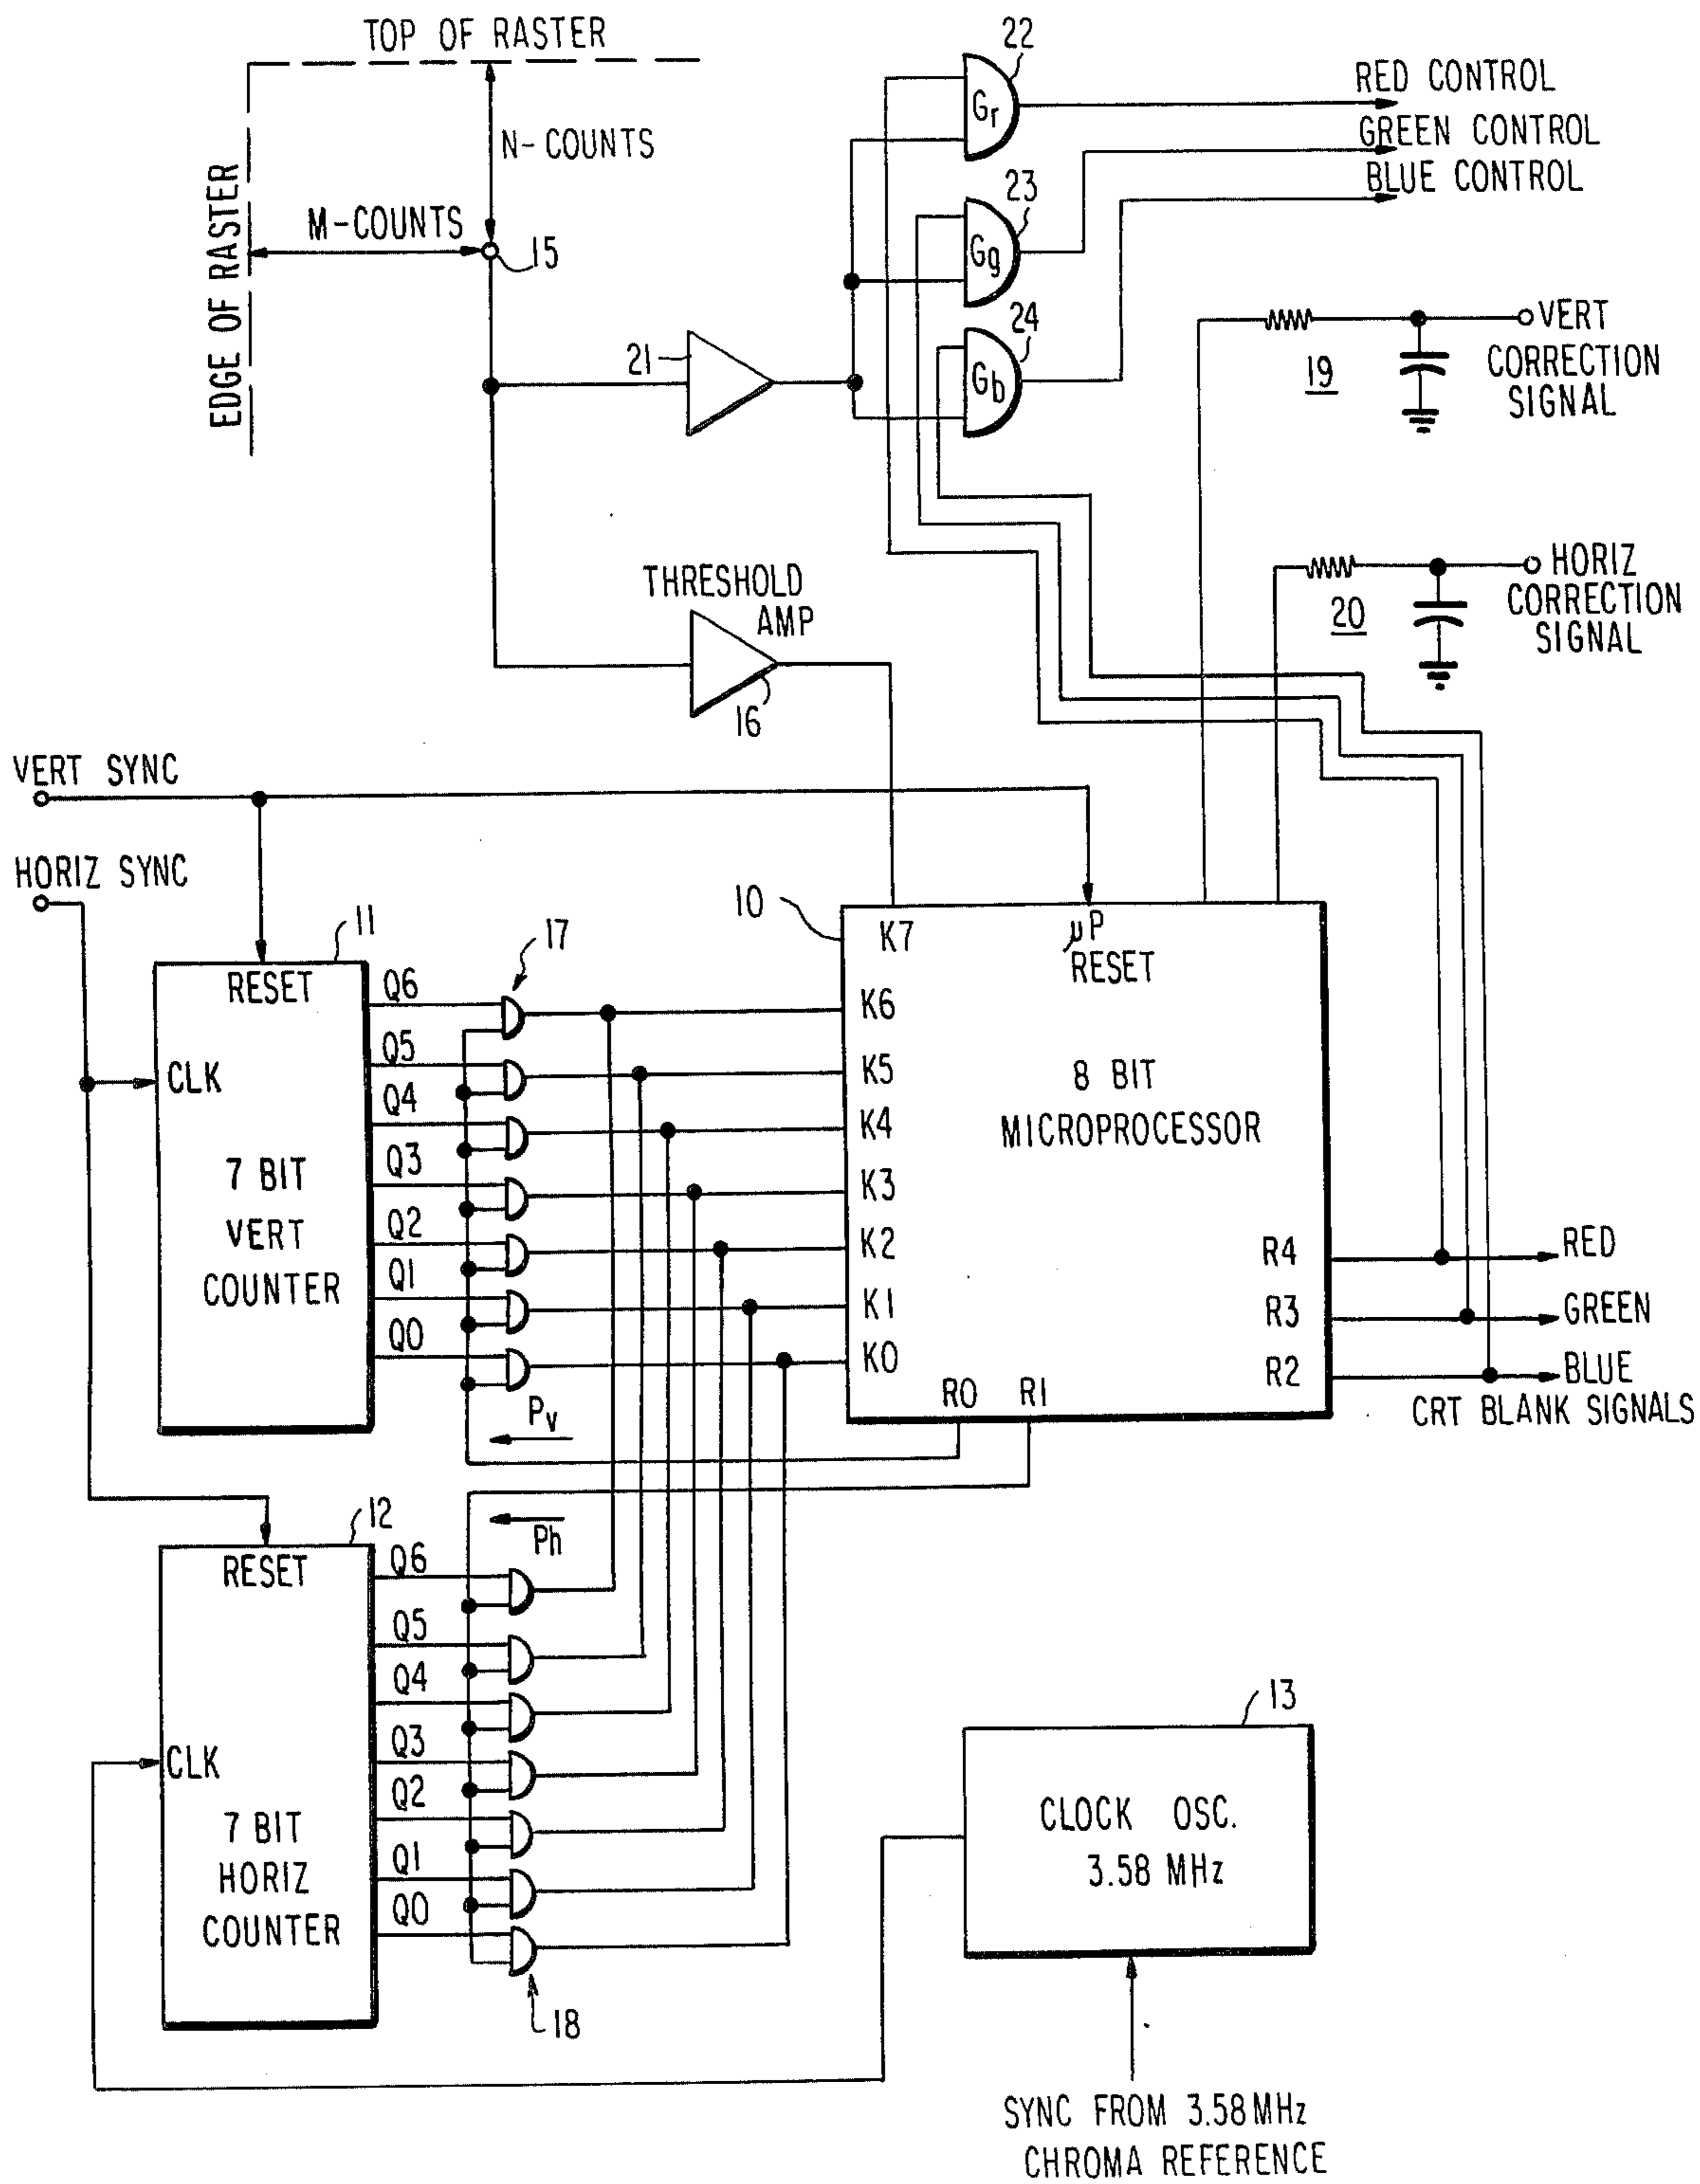 TOP OF RASTER
22
RED CONTROL
Gr
N-COUNTS
GREEN CONTROL
BLUE CONTROL
EDGE OF RASTER
M-COUNTS
15
23
Gg
24
Gb
21
VERT
CORRECTION
SIGNAL
19
THRESHOLD
AMP
16
HORIZ
CORRECTION
SIGNAL
20
VERT SYNC
HORIZ SYNC
11
RESET
CLK
7 BIT
VERT
COUNTER
Q6
Q5
Q4
Q3
Q2
Q1
Q0
17
Pv
10
K7
µP
RESET
K6
K5
K4
K3
K2
K1
K0
8 BIT
MICROPROCESSOR
R4
R3
R2
R0
R1
RED
GREEN
BLUE
CRT BLANK SIGNALS
Ph
12
RESET
CLK
7 BIT
HORIZ
COUNTER
Q6
Q5
Q4
Q3
Q2
Q1
Q0
18
13
CLOCK OSC.
3.58 MHz
SYNC FROM 3.58MHz
CHROMA REFERENCE